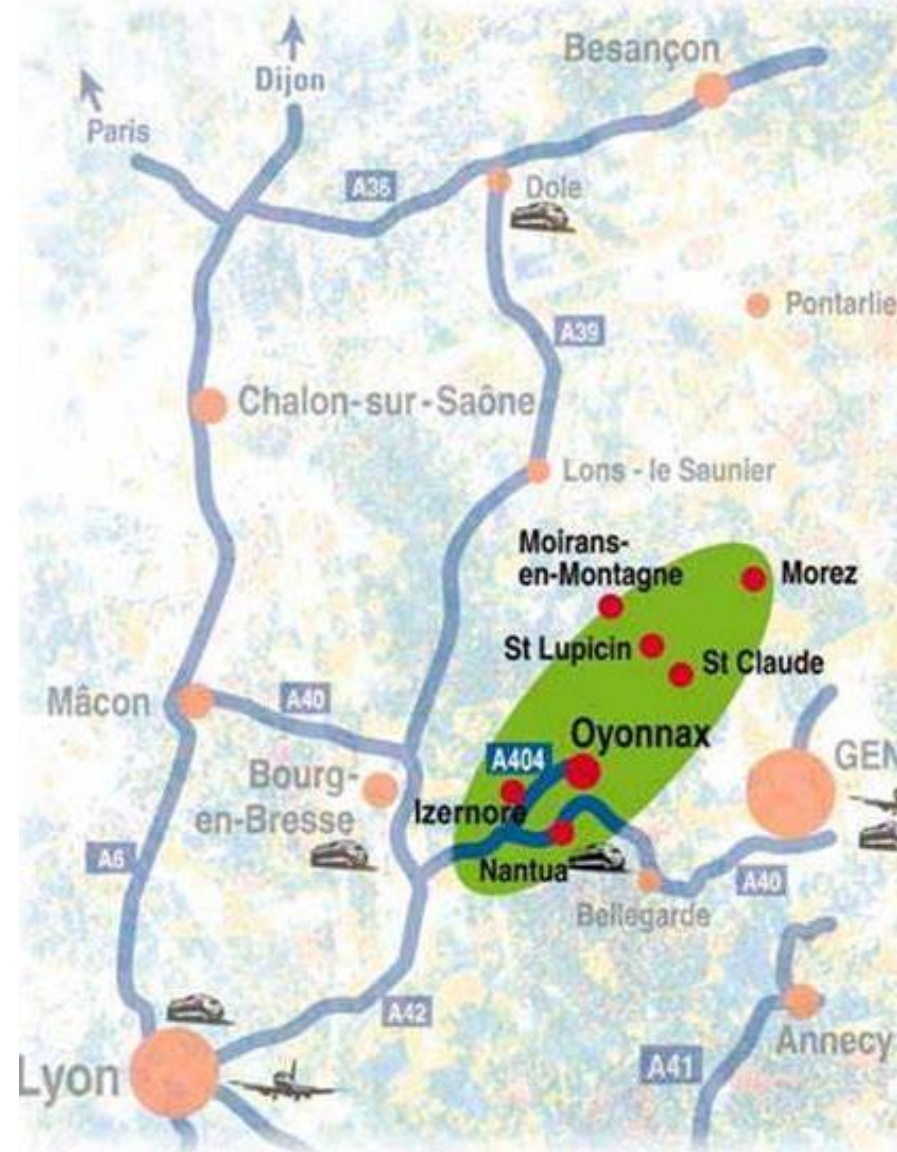 Besançon
Dijon
Paris
A36
Dole
Pontarlie
A39
Chalon-sur-Saône
Lons - le Saunier
Moirans-
en-Montagne
Morez
St Lupicin
St Claude
Mâcon
A40
Oyonnax
A404
GEN
Bourg-
en-Bresse
Izernore
A6
Nantua
A40
Bellegarde
A42
Annecy
Lyon
A41